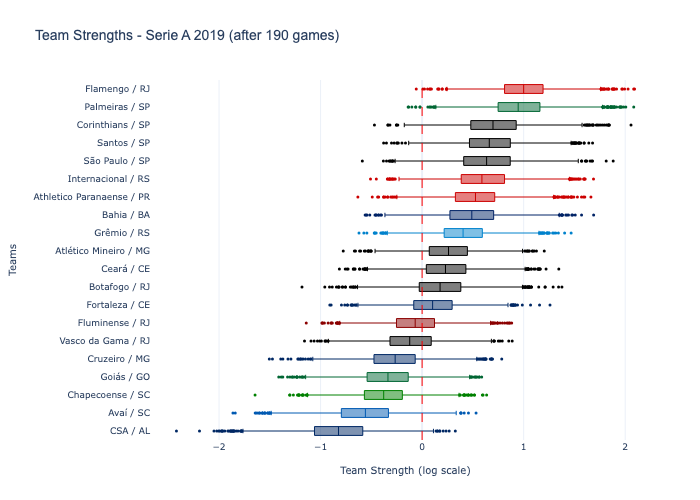 Team Strengths - Serie A 2019 (after 190 games)
Flamengo / RJ
Palmeiras / SP
Corinthians / SP
Santos / SP
São Paulo / SP
Internacional / RS
Athletico Paranaense / PR
Bahia / BA
Grêmio / RS
Atlético Mineiro / MG
Ceará / CE
Botafogo / RJ
Fortaleza / CE
Fluminense / RJ
Vasco da Gama / RJ
Cruzeiro / MG
Goiás / GO
Chapecoense / SC
Avaí / SC
CSA / AL
Teams
−2 −1 0 1 2
Team Strength (log scale)